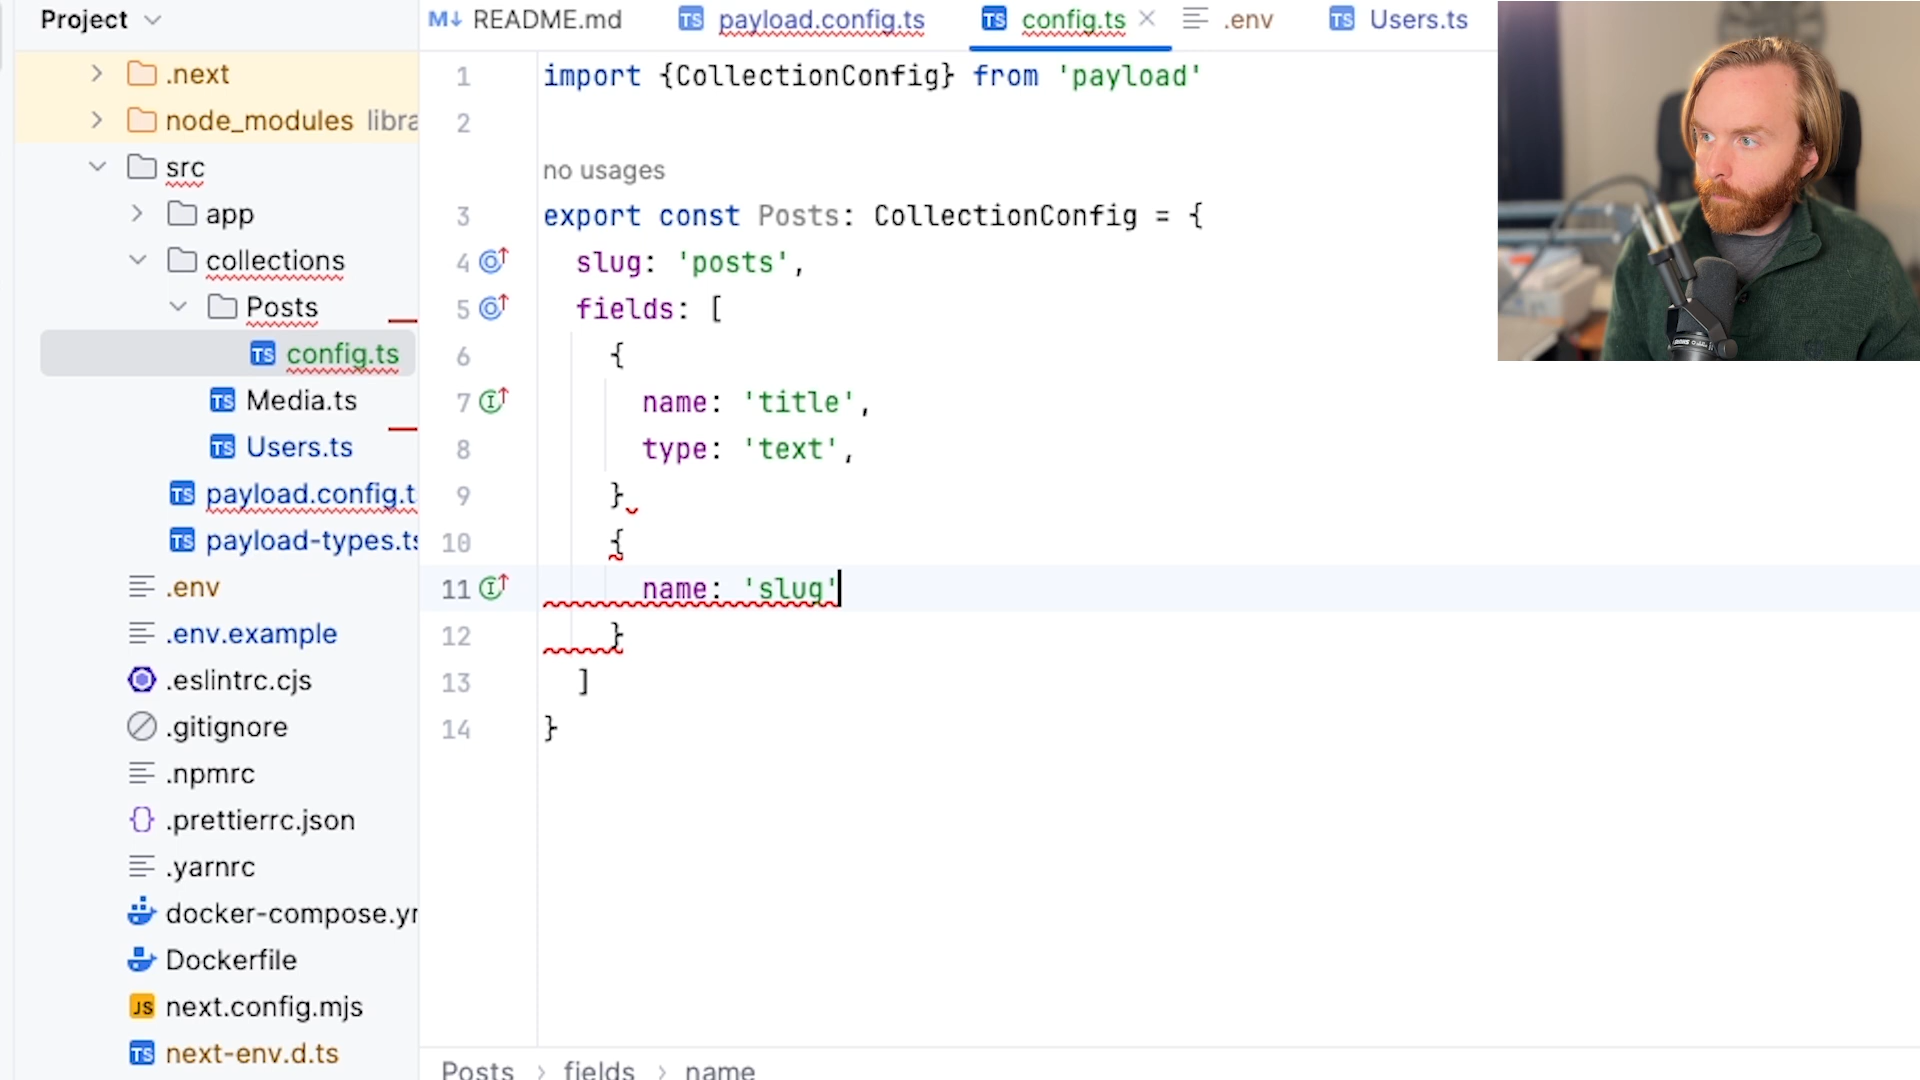 Project
README.md
payload.config.ts
config.ts
.env
Users.ts
.next
node_modules libra
src
app
collections
Posts
config.ts
Media.ts
Users.ts
payload.config.t
payload-types.ts
.env
.env.example
.eslintrc.cjs
.gitignore
.npmrc
.prettierrc.json
.yarnrc
docker-compose.yr
Dockerfile
next.config.mjs
next-env.d.ts
1 import {CollectionConfig} from 'payload'
2
no usages
3 export const Posts: CollectionConfig = {
4 slug: 'posts',
5 fields: [
6 {
7 name: 'title',
8 type: 'text',
9 }
10 {
11 name: 'slug'
12 }
13 ]
14 }
Posts > fields > name